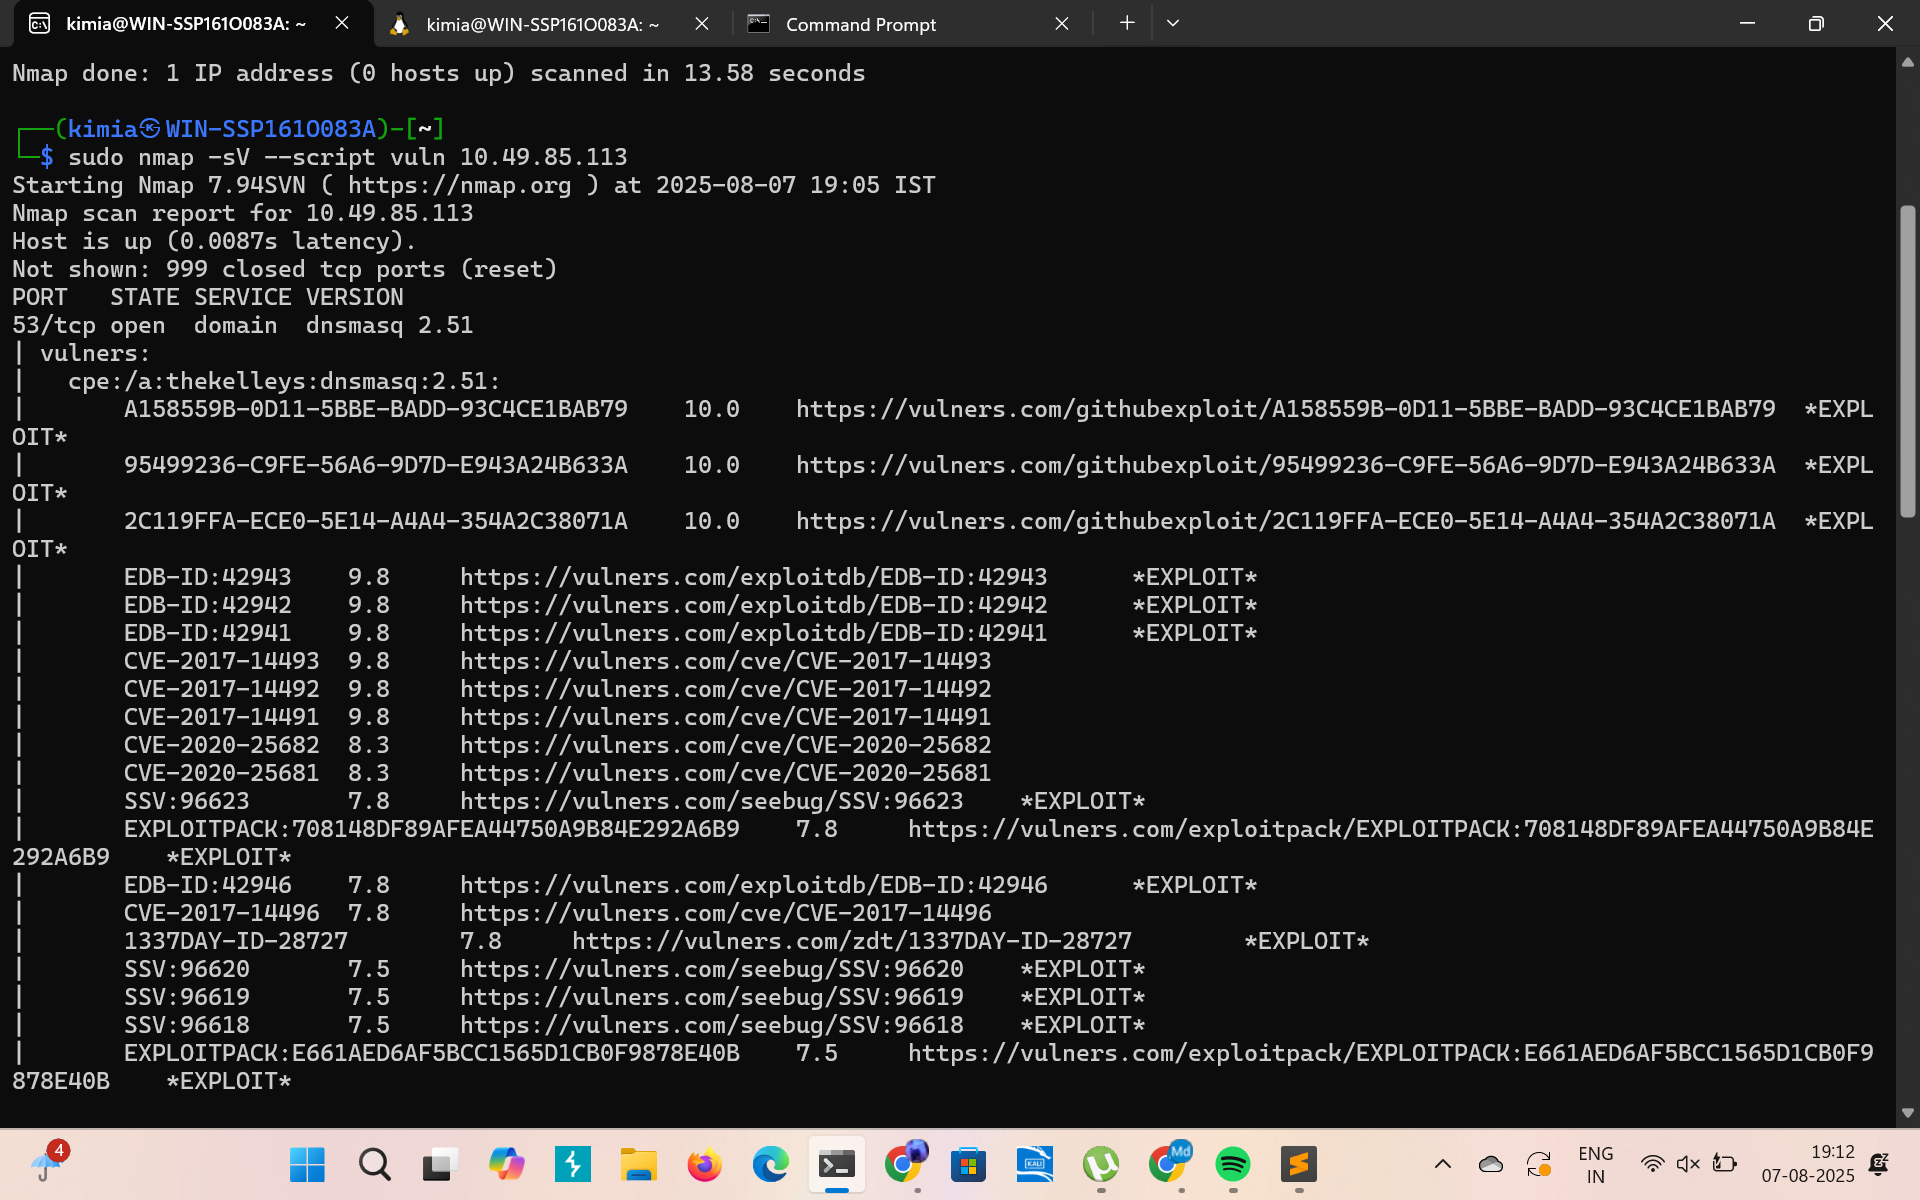 kimia@WIN-SSP161O083A: ~
kimia@WIN-SSP161O083A: ~
Command Prompt
Nmap done: 1 IP address (0 hosts up) scanned in 13.58 seconds
┌──(kimia㉿WIN-SSP161O083A)-[~]
└─$ sudo nmap -sV --script vuln 10.49.85.113
Starting Nmap 7.94SVN ( https://nmap.org ) at 2025-08-07 19:05 IST
Nmap scan report for 10.49.85.113
Host is up (0.0087s latency).
Not shown: 999 closed tcp ports (reset)
PORT   STATE SERVICE VERSION
53/tcp open  domain  dnsmasq 2.51
| vulners:
|   cpe:/a:thekelleys:dnsmasq:2.51:
|       A158559B-0D11-5BBE-BADD-93C4CE1BAB79    10.0    https://vulners.com/githubexploit/A158559B-0D11-5BBE-BADD-93C4CE1BAB79  *EXPL
OIT*
|       95499236-C9FE-56A6-9D7D-E943A24B633A    10.0    https://vulners.com/githubexploit/95499236-C9FE-56A6-9D7D-E943A24B633A  *EXPL
OIT*
|       2C119FFA-ECE0-5E14-A4A4-354A2C38071A    10.0    https://vulners.com/githubexploit/2C119FFA-ECE0-5E14-A4A4-354A2C38071A  *EXPL
OIT*
|       EDB-ID:42943    9.8     https://vulners.com/exploitdb/EDB-ID:42943      *EXPLOIT*
|       EDB-ID:42942    9.8     https://vulners.com/exploitdb/EDB-ID:42942      *EXPLOIT*
|       EDB-ID:42941    9.8     https://vulners.com/exploitdb/EDB-ID:42941      *EXPLOIT*
|       CVE-2017-14493  9.8     https://vulners.com/cve/CVE-2017-14493
|       CVE-2017-14492  9.8     https://vulners.com/cve/CVE-2017-14492
|       CVE-2017-14491  9.8     https://vulners.com/cve/CVE-2017-14491
|       CVE-2020-25682  8.3     https://vulners.com/cve/CVE-2020-25682
|       CVE-2020-25681  8.3     https://vulners.com/cve/CVE-2020-25681
|       SSV:96623       7.8     https://vulners.com/seebug/SSV:96623    *EXPLOIT*
|       EXPLOITPACK:708148DF89AFEA44750A9B84E292A6B9    7.8     https://vulners.com/exploitpack/EXPLOITPACK:708148DF89AFEA44750A9B84E
292A6B9    *EXPLOIT*
|       EDB-ID:42946    7.8     https://vulners.com/exploitdb/EDB-ID:42946      *EXPLOIT*
|       CVE-2017-14496  7.8     https://vulners.com/cve/CVE-2017-14496
|       1337DAY-ID-28727        7.8     https://vulners.com/zdt/1337DAY-ID-28727        *EXPLOIT*
|       SSV:96620       7.5     https://vulners.com/seebug/SSV:96620    *EXPLOIT*
|       SSV:96619       7.5     https://vulners.com/seebug/SSV:96619    *EXPLOIT*
|       SSV:96618       7.5     https://vulners.com/seebug/SSV:96618    *EXPLOIT*
|       EXPLOITPACK:E661AED6AF5BCC1565D1CB0F9878E40B    7.5     https://vulners.com/exploitpack/EXPLOITPACK:E661AED6AF5BCC1565D1CB0F9
878E40B    *EXPLOIT*
4
KALI
Md
ENG
IN
19:12
07-08-2025